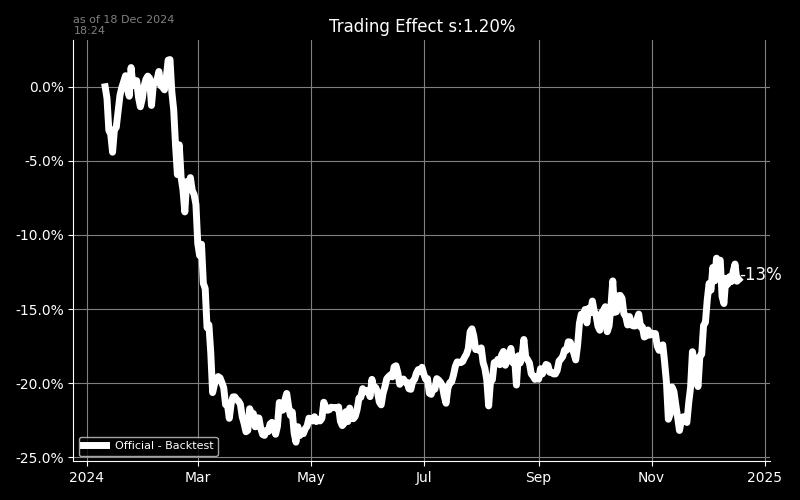 as of 18 Dec 2024
18:24
Trading Effect s:1.20%
0.0%
-5.0%
-10.0%
-15.0%
-20.0%
-25.0%
-13%
Official - Backtest
2024
Mar
May
Jul
Sep
Nov
2025